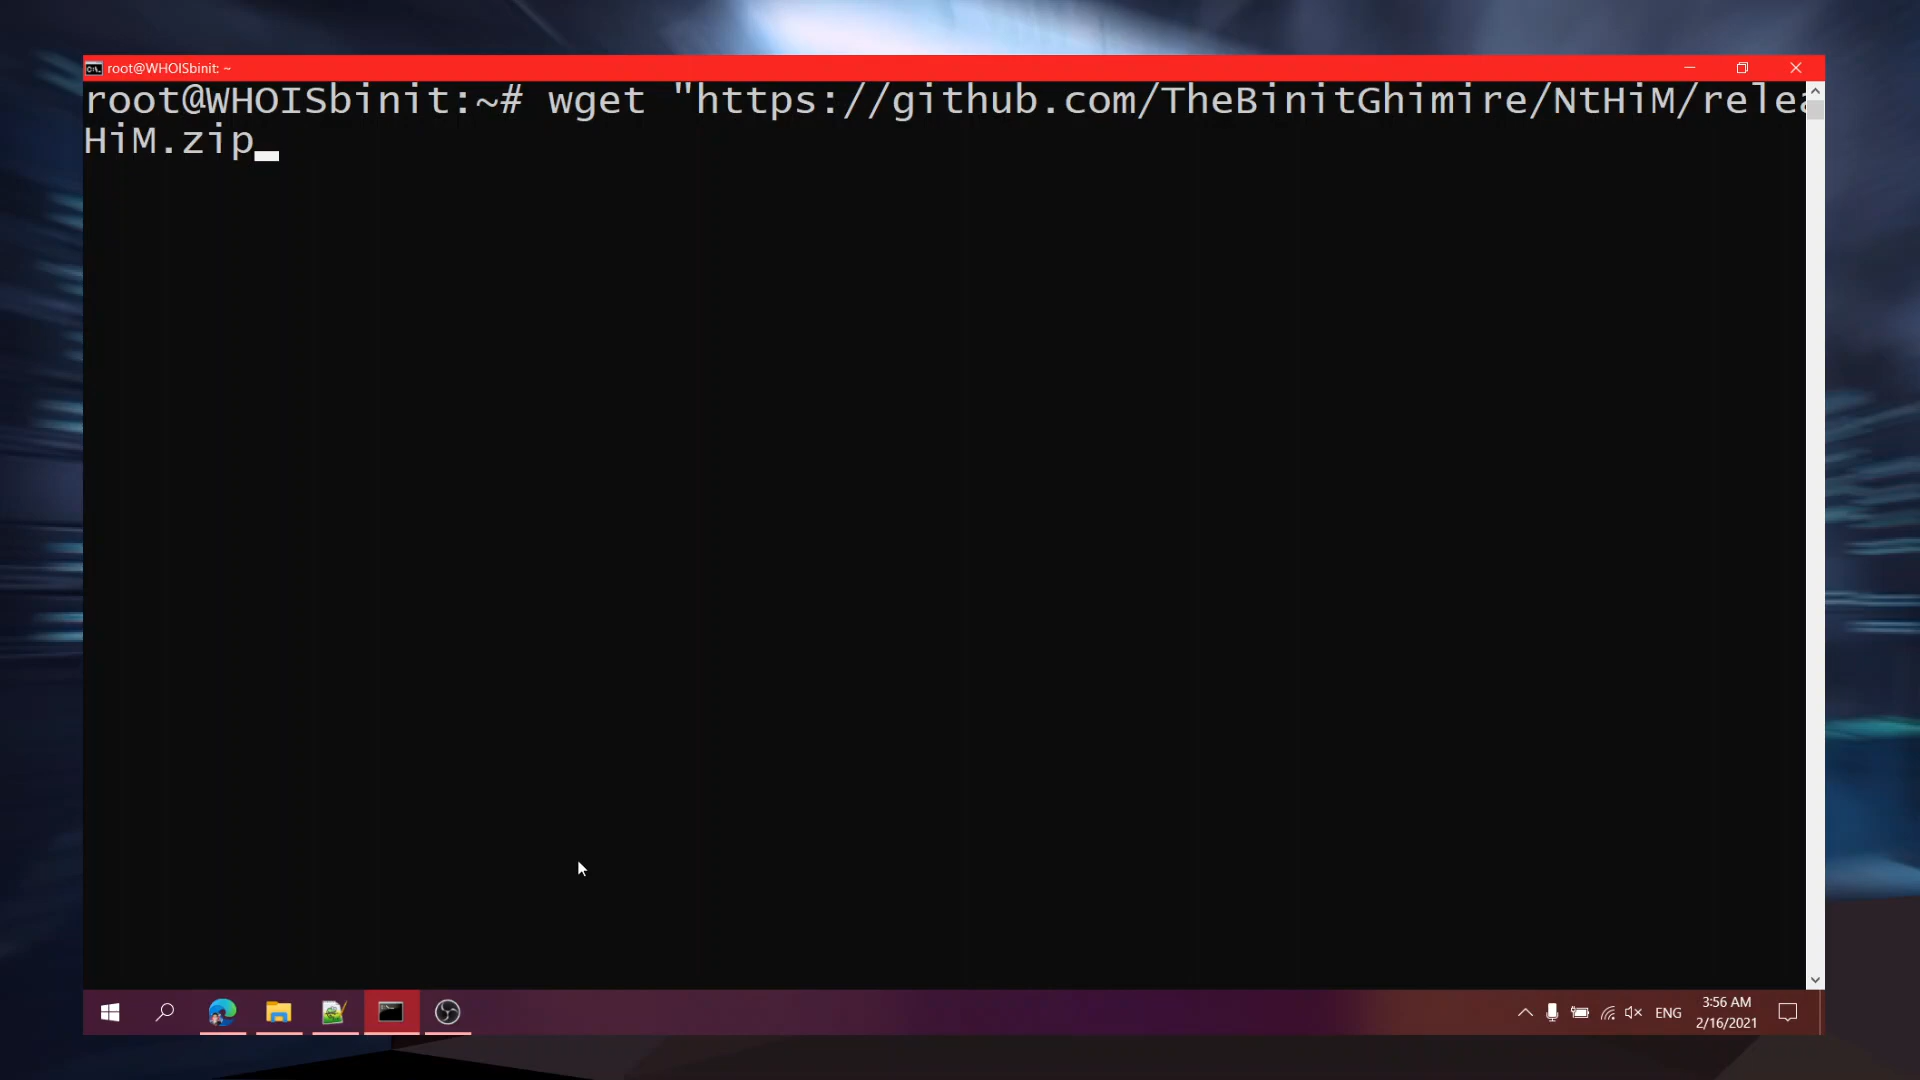 root@WHOISbinit: ~
root@WHOISbinit:~# wget "https://github.com/TheBinitGhimire/NtHiM/relea
HiM.zip
ENG
3:56 AM
2/16/2021